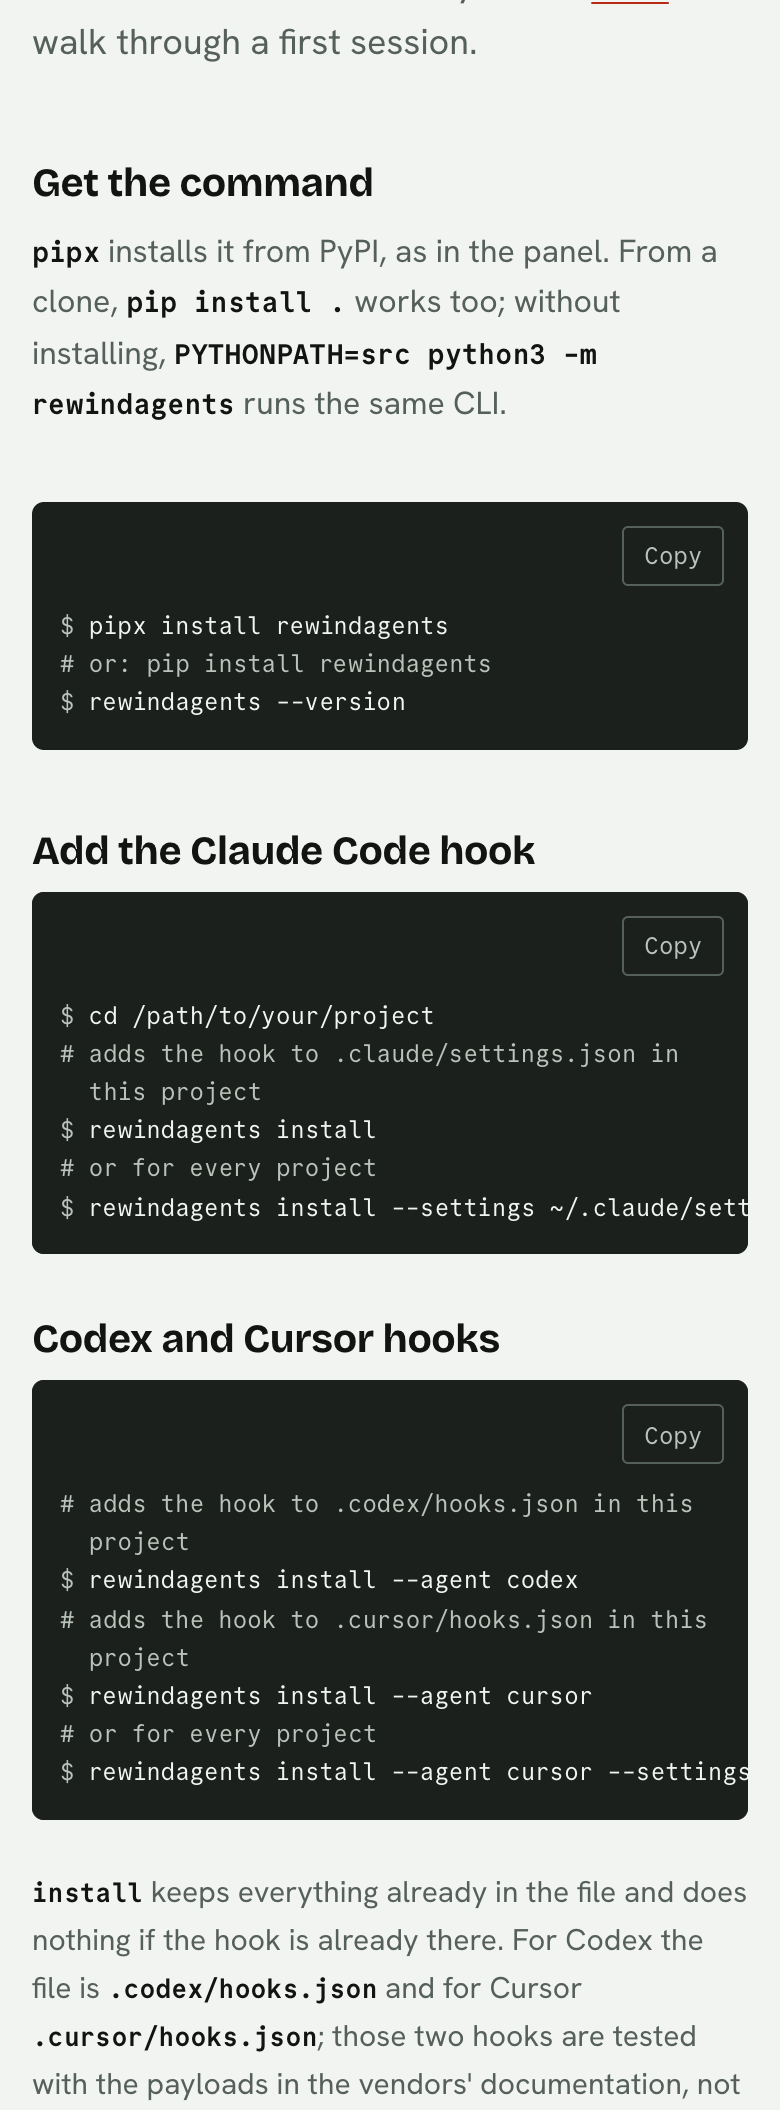 walk through a first session.
Get the command
pipx installs it from PyPI, as in the panel. From a
clone, pip install . works too; without
installing, PYTHONPATH=src python3 -m
rewindagents runs the same CLI.
Copy
$ pipx install rewindagents
# or: pip install rewindagents
$ rewindagents --version
Add the Claude Code hook
Copy
$ cd /path/to/your/project
# adds the hook to .claude/settings.json in
this project
$ rewindagents install
# or for every project
$ rewindagents install --settings ~/.claude/sett
Codex and Cursor hooks
Copy
# adds the hook to .codex/hooks.json in this
project
$ rewindagents install --agent codex
# adds the hook to .cursor/hooks.json in this
project
$ rewindagents install --agent cursor
# or for every project
$ rewindagents install --agent cursor --settings
install keeps everything already in the file and does
nothing if the hook is already there. For Codex the
file is .codex/hooks.json and for Cursor
.cursor/hooks.json; those two hooks are tested
with the payloads in the vendors' documentation, not